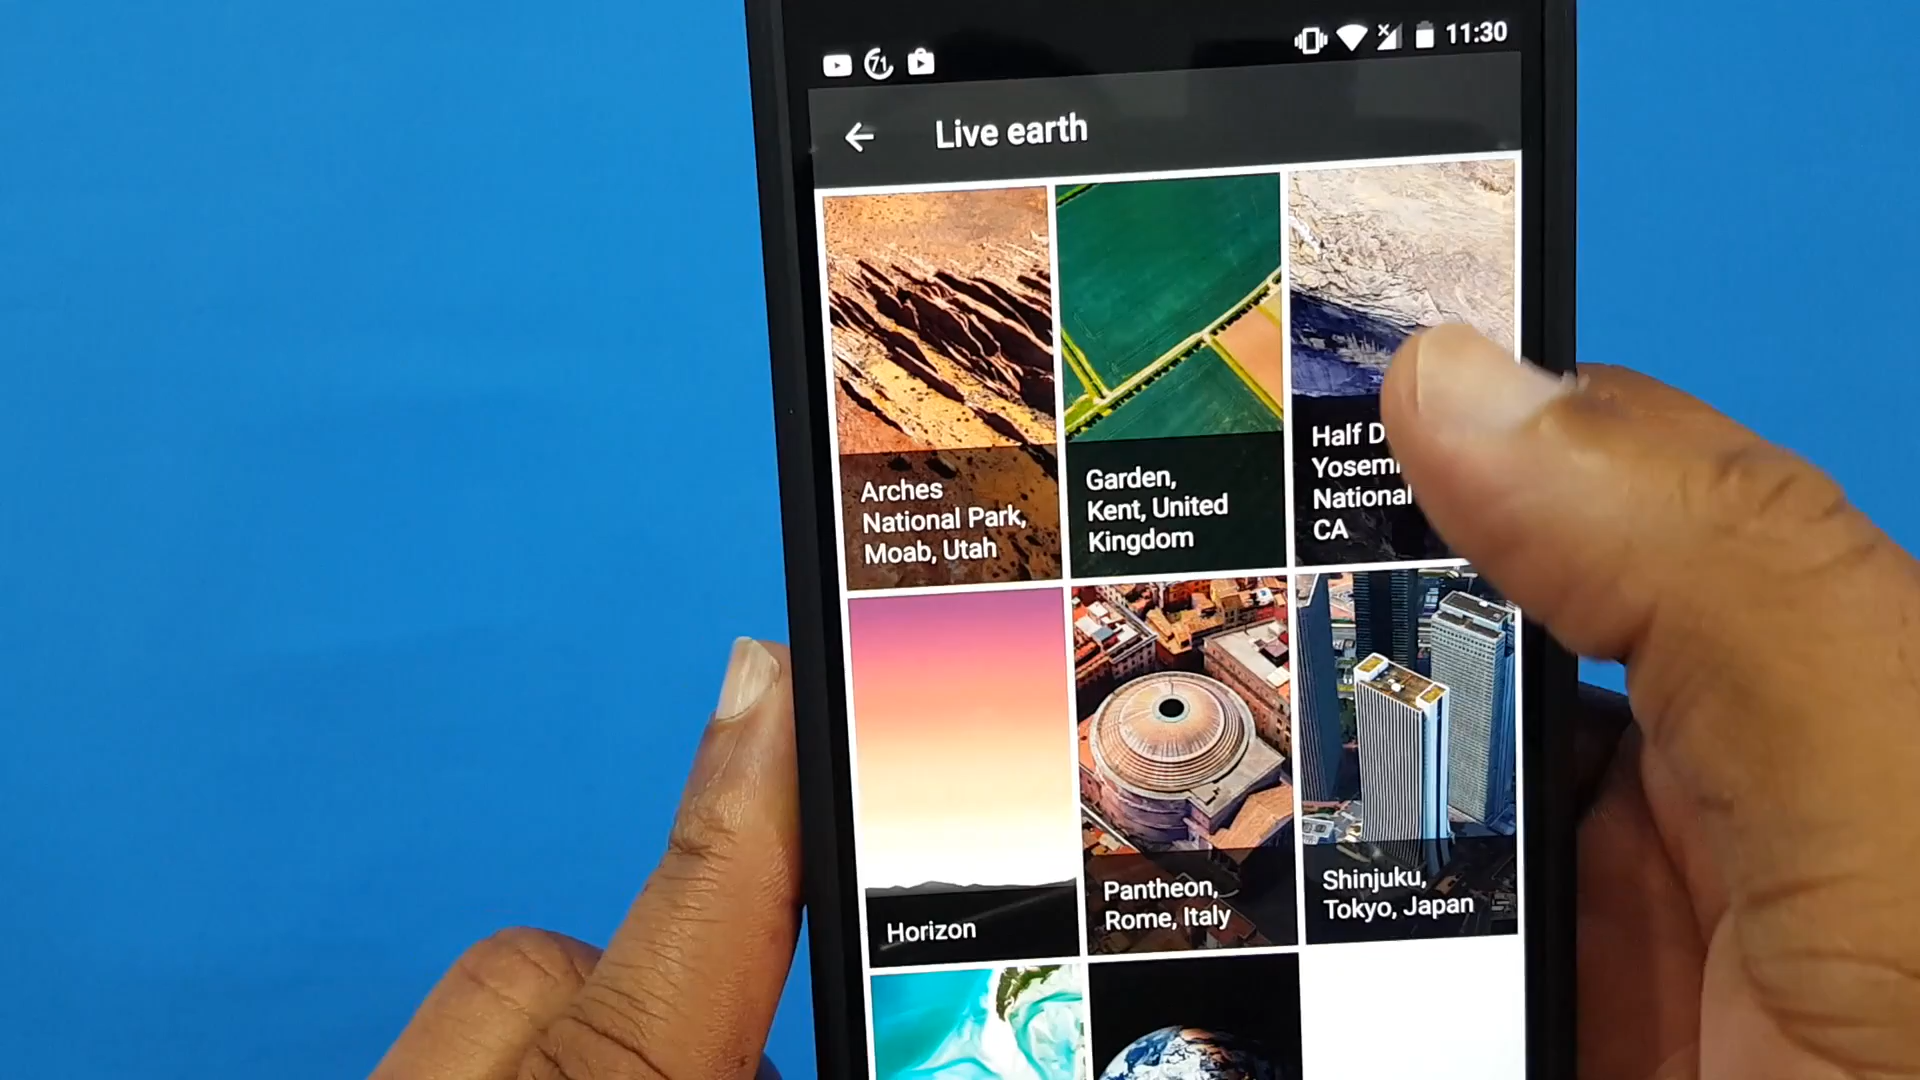 71
11:30
Live earth
Arches
National Park,
Moab, Utah
Garden,
Kent, United
Kingdom
Half
National
CA
Horizon
Pantheon,
Rome, Italy
Shinjuku,
Tokyo, Japan